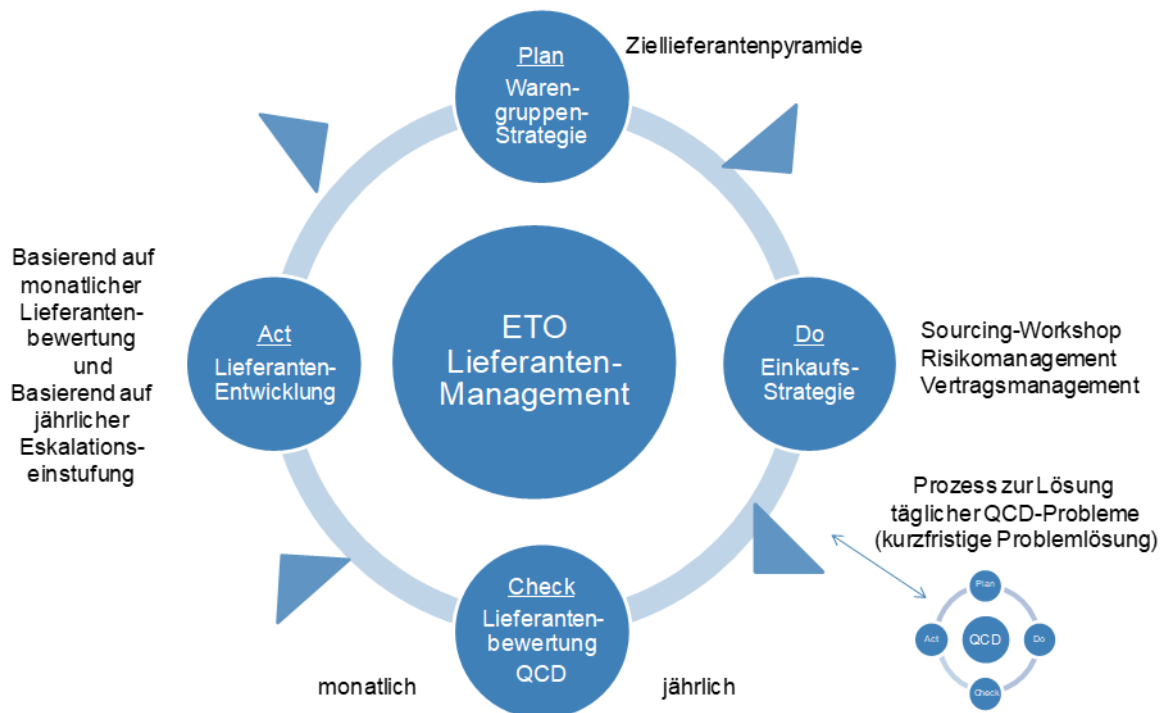 Plan
Waren-
gruppen-
Strategie
Ziellieferantenpyramide
Basierend auf
monatlicher
Lieferanten-
bewertung
und
Basierend auf
jährlicher
Eskalations-
einstufung
Act
Lieferanten-
Entwicklung
ETO
Lieferanten-
Management
Do
Einkaufs-
Strategie
Sourcing-Workshop
Risikomanagement
Vertragsmanagement
Prozess zur Lösung
täglicher QCD-Probleme
(kurzfristige Problemlösung)
Check
Lieferanten-
bewertung
QCD
monatlich
jährlich
Plan
Act
QCD
Do
Check